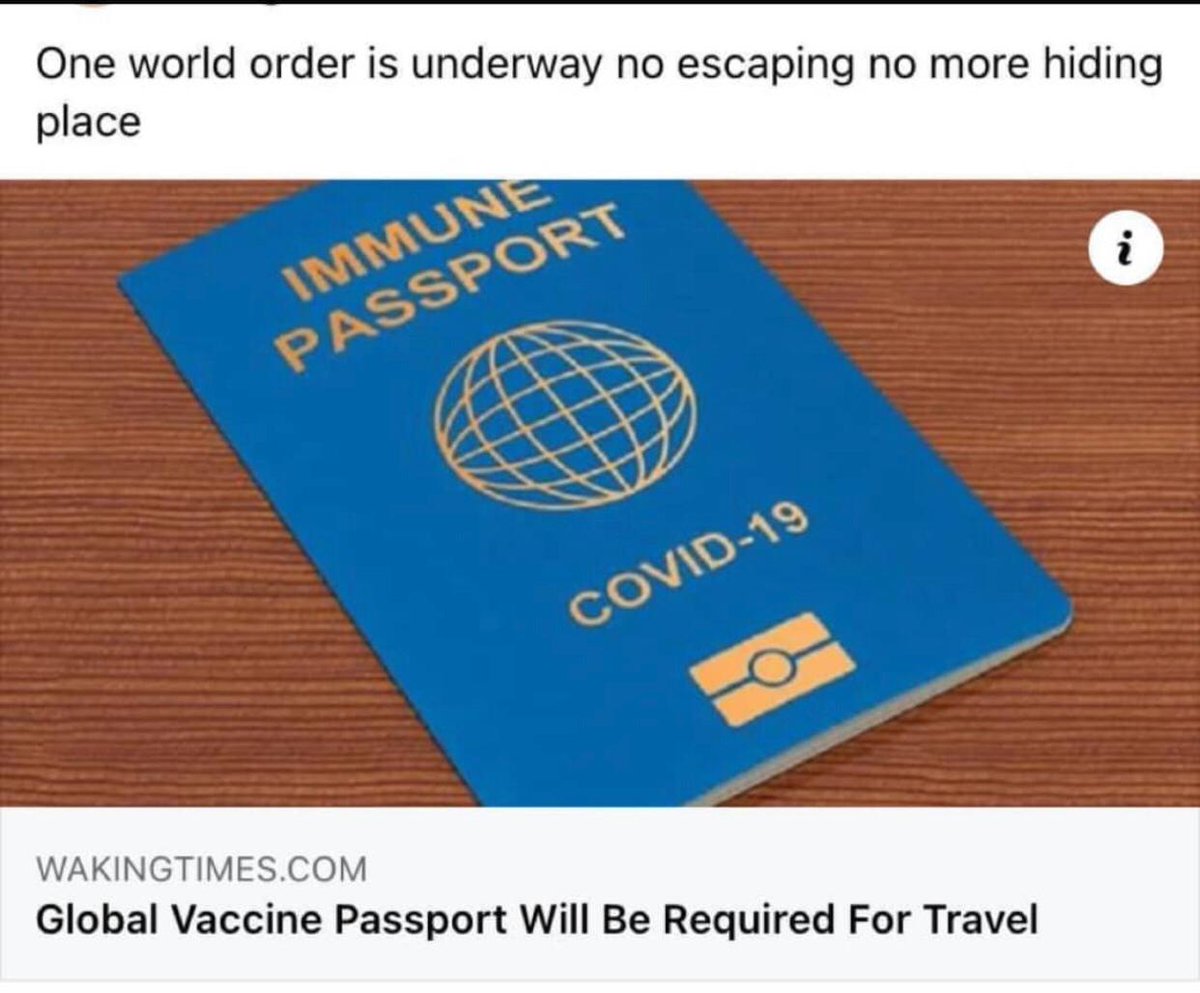 One world order is underway no escaping no more hiding
place
IMMUNE
PASSPORT
COVID-19
i
WAKINGTIMES.COM
Global Vaccine Passport Will Be Required For Travel